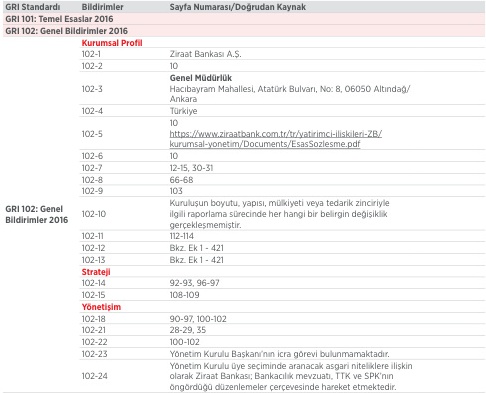 GRI Standardı Bildirimler Sayfa Numarası/Doğrudan Kaynak
GRI 101: Temel Esaslar 2016
GRI 102: Genel Bildirimler 2016
Kurumsal Profil
102-1 Ziraat Bankası A.Ş.
102-2 10
Genel Müdürlük
102-3 Hacıbayram Mahallesi, Atatürk Bulvarı, No: 8, 06050 Altındağ/
Ankara
102-4 Türkiye
10
102-5 https://www.ziraatbank.com.tr/tr/yatirimci-iliskileri-ZB/
kurumsal-yonetim/Documents/EsasSozlesme.pdf
102-6 10
102-7 12-15, 30-31
102-8 66-68
102-9 103
GRI 102: Genel
Bildirimler 2016
Kuruluşun boyutu, yapısı, mülkiyeti veya tedarik zinciriyle
102-10 ilgili raporlama sürecinde her hangi bir belirgin değişiklik
gerçekleşmemiştir.
102-11 112-114
102-12 Bkz. Ek 1 - 421
102-13 Bkz. Ek 1 - 421
Strateji
102-14 92-93, 96-97
102-15 108-109
Yönetişim
102-18 90-97, 100-102
102-21 28-29, 35
102-22 100-102
102-23 Yönetim Kurulu Başkanı'nın icra görevi bulunmamaktadır.
Yönetim Kurulu üye seçiminde aranacak asgari niteliklere ilişkin
102-24 olarak Ziraat Bankası; Bankacılık mevzuatı, TTK ve SPK'nın
öngördüğü düzenlemeler çerçevesinde hareket etmektedir.